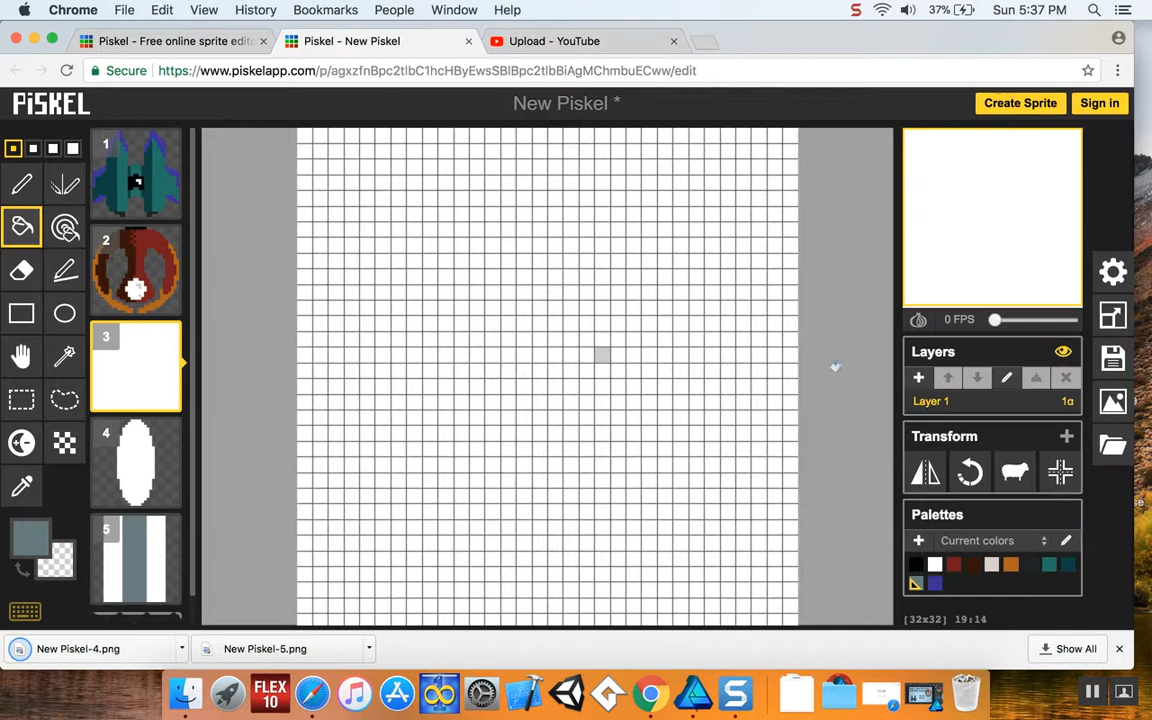 Chrome File Edit View History Bookmarks People Window Help 37% Sun 5:37 PM
Piskel - Free online sprite edito
Piskel - New Piskel
Upload - YouTube
Secure https://www.piskelapp.com/p/agxzfnBpc2tlbC1hcHByEwsSBlBpc2tlbBiAgMChmbuECww/edit
PiSKEL New Piskel * Create Sprite Sign in
1
2
3
4
5
0 FPS
Layers
Layer 1 1α
Transform
Palettes
Current colors
[32x32] 19:14
New Piskel-4.png New Piskel-5.png Show All
FLEX
10